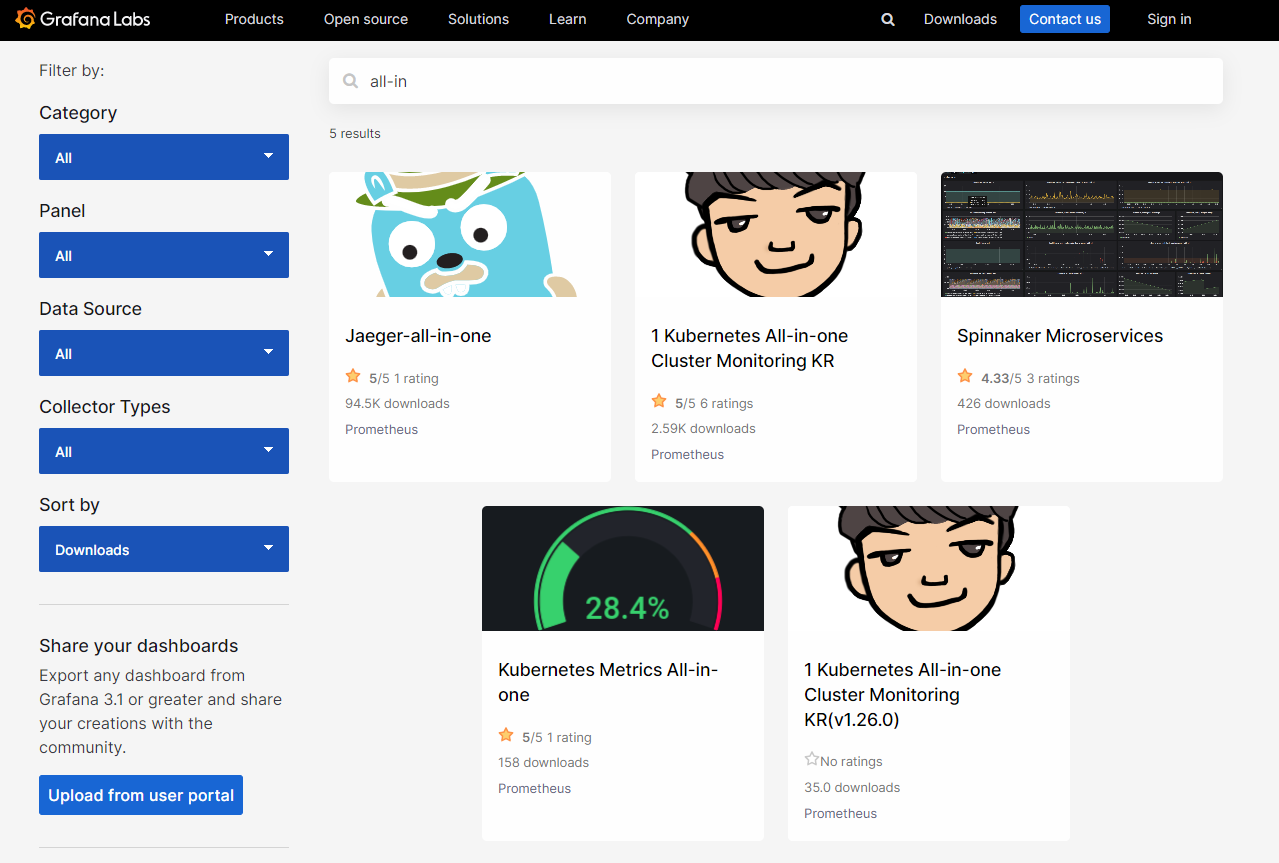 Grafana Labs
Products
Open source
Solutions
Learn
Company
Downloads
Contact us
Sign in
Filter by:
Category
All
Panel
All
Data Source
All
Collector Types
All
Sort by
Downloads
Share your dashboards
Export any dashboard from
Grafana 3.1 or greater and share
your creations with the
community.
Upload from user portal
all-in
5 results
Jaeger-all-in-one
5/5 1 rating
94.5K downloads
Prometheus
1 Kubernetes All-in-one
Cluster Monitoring KR
5/5 6 ratings
2.59K downloads
Prometheus
Spinnaker Microservices
4.33/5 3 ratings
426 downloads
Prometheus
28.4%
Kubernetes Metrics All-in-
one
5/5 1 rating
158 downloads
Prometheus
1 Kubernetes All-in-one
Cluster Monitoring
KR(v1.26.0)
No ratings
35.0 downloads
Prometheus